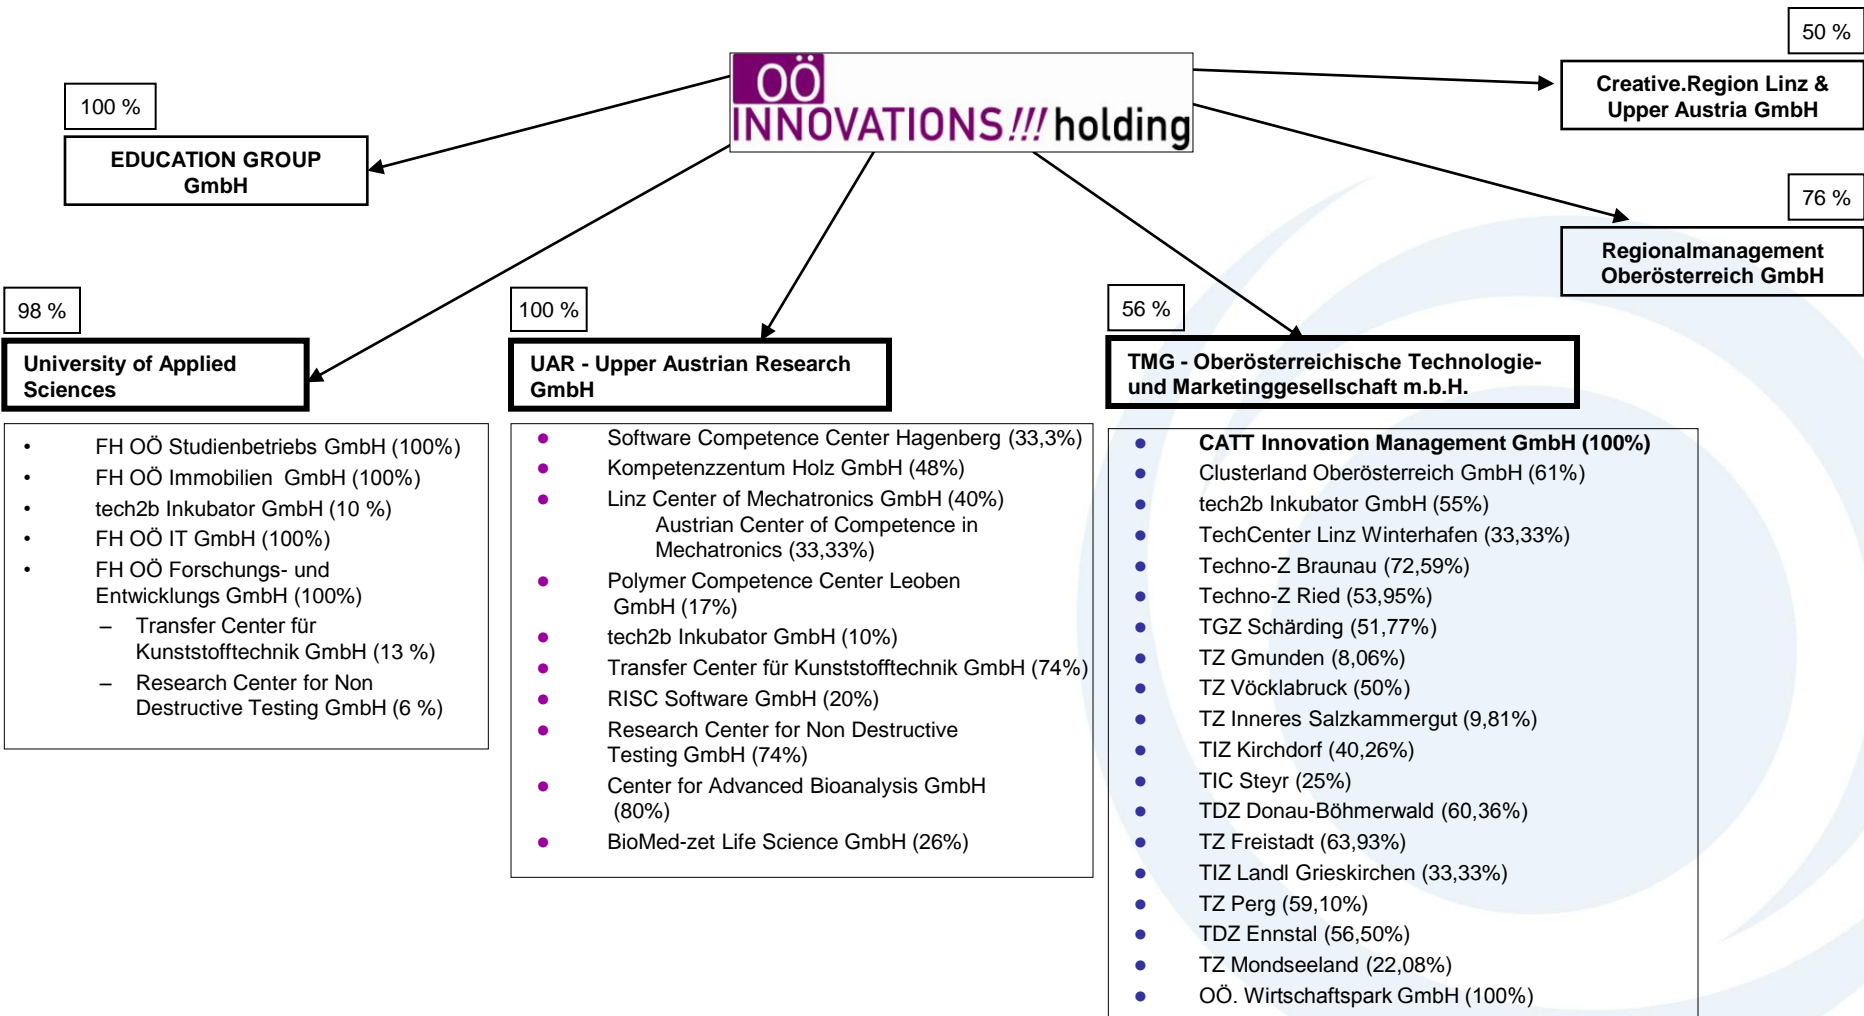 OÖ
INNOVATIONS!!! holding
50 %
Creative.Region Linz &
Upper Austria GmbH
100 %
EDUCATION GROUP
GmbH
76 %
Regionalmanagement
Oberösterreich GmbH
98 %
University of Applied
Sciences
• FH OÖ Studienbetriebs GmbH (100%)
• FH OÖ Immobilien GmbH (100%)
• tech2b Inkubator GmbH (10 %)
• FH OÖ IT GmbH (100%)
• FH OÖ Forschungs- und
Entwicklungs GmbH (100%)
– Transfer Center für
Kunststofftechnik GmbH (13 %)
– Research Center for Non
Destructive Testing GmbH (6 %)
100 %
UAR - Upper Austrian Research
GmbH
• Software Competence Center Hagenberg (33,3%)
• Kompetenzzentum Holz GmbH (48%)
• Linz Center of Mechatronics GmbH (40%)
Austrian Center of Competence in
Mechatronics (33,33%)
• Polymer Competence Center Leoben
GmbH (17%)
• tech2b Inkubator GmbH (10%)
• Transfer Center für Kunststofftechnik GmbH (74%)
• RISC Software GmbH (20%)
• Research Center for Non Destructive
Testing GmbH (74%)
• Center for Advanced Bioanalysis GmbH
(80%)
• BioMed-zet Life Science GmbH (26%)
56 %
TMG - Oberösterreichische Technologie-
und Marketinggesellschaft m.b.H.
• CATT Innovation Management GmbH (100%)
• Clusterland Oberösterreich GmbH (61%)
• tech2b Inkubator GmbH (55%)
• TechCenter Linz Winterhafen (33,33%)
• Techno-Z Braunau (72,59%)
• Techno-Z Ried (53,95%)
• TGZ Schärding (51,77%)
• TZ Gmunden (8,06%)
• TZ Vöcklabruck (50%)
• TZ Inneres Salzkammergut (9,81%)
• TIZ Kirchdorf (40,26%)
• TIC Steyr (25%)
• TDZ Donau-Böhmerwald (60,36%)
• TZ Freistadt (63,93%)
• TIZ Landl Grieskirchen (33,33%)
• TZ Perg (59,10%)
• TDZ Ennstal (56,50%)
• TZ Mondseeland (22,08%)
• OÖ. Wirtschaftspark GmbH (100%)